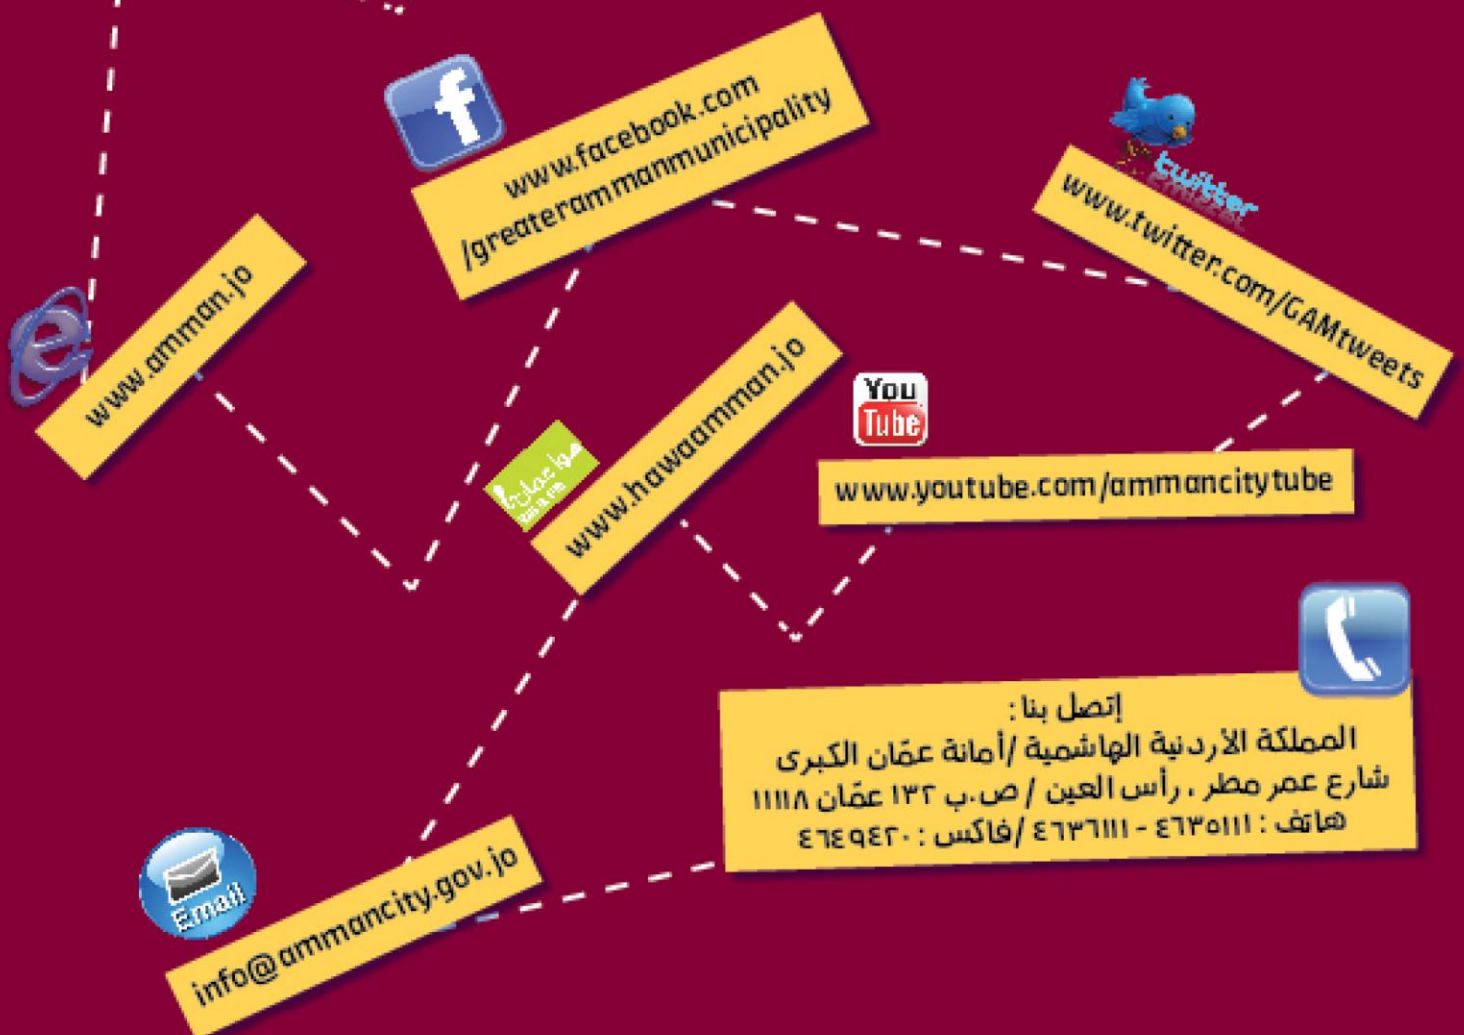 www.facebook.com
/greaterammanmunicipality
twitter
www.twitter.com/GAMtweets
www.amman.jo
www.hawaamman.jo
You
Tube
www.youtube.com/ammancitytube
إتصل بنا :
المملكة الأردنية الهاشمية /أمانة عمّان الكبرى
شارع عمر مطر ، رأس العين / ص.ب ١٣٢ عمّان ١١١١٨
هاتف : ٤٦٣٥١١١ - ٤٦٣٦١١١ /فاكس : ٤٦٤٩٤٢٠
Email
info@ammancity.gov.jo